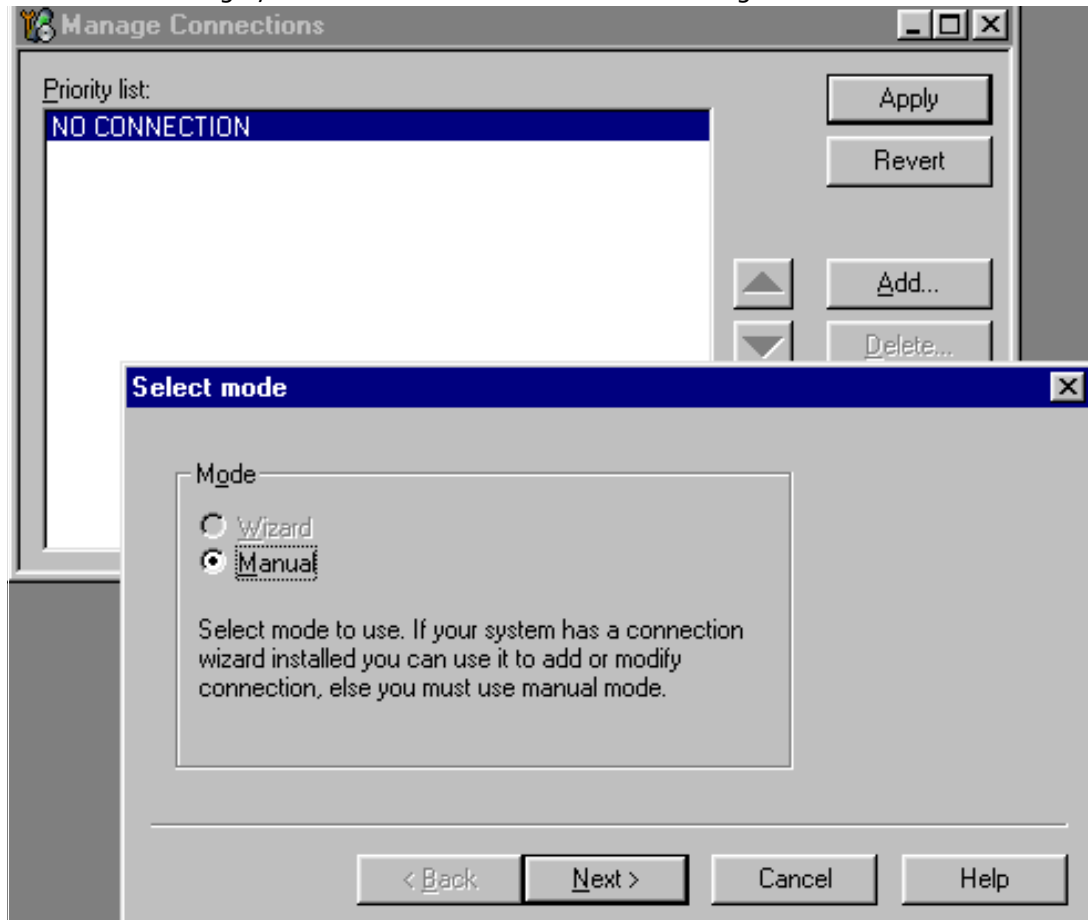 Manage Connections
Priority list:
NO CONNECTION
Apply
Revert
Add...
Delete...
Select mode
Mode
Wizard
Manual
Select mode to use. If your system has a connection
wizard installed you can use it to add or modify
connection, else you must use manual mode.
< Back
Next >
Cancel
Help